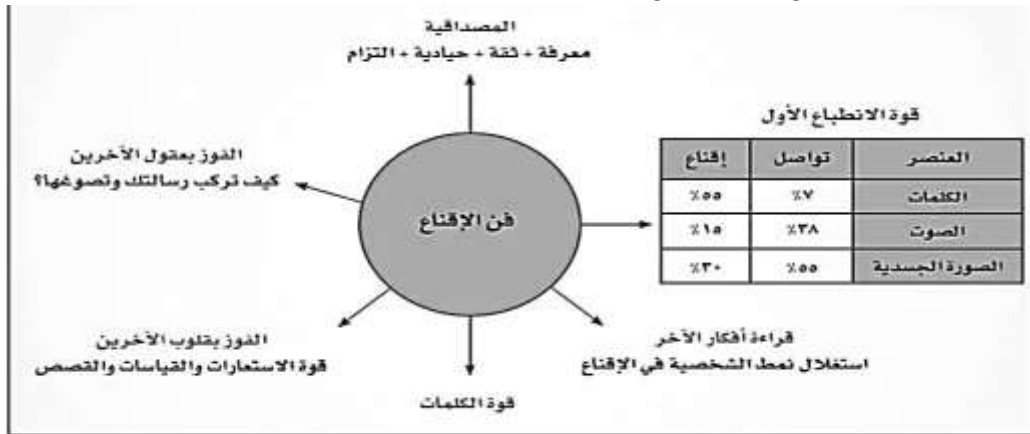 المصداقية
معرفة + ثقة + حيادية + التزام
قوة الانطباع الأول
العنصر تواصل إقناع
الكلمات ٧٪ ٥٥٪
الصوت ٣٨٪ ١٥٪
الصورة الجسدية ٥٥٪ ٣٠٪
الفوز بعقول الآخرين
كيف تركب رسالتك وتصوغها؟
فن الإقناع
قراءة أفكار الآخر
استغلال نمط الشخصية في الإقناع
الفوز بقلوب الآخرين
قوة الاستعارات والقياسات والقصص
قوة الكلمات